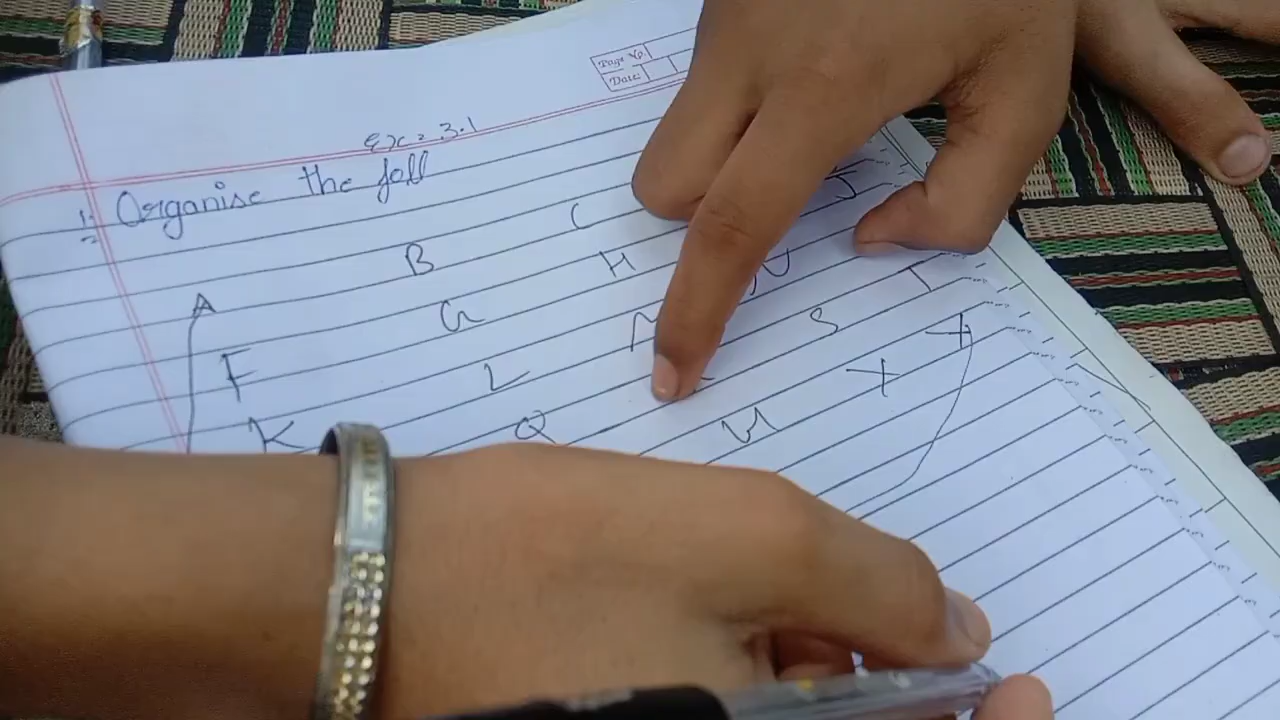 Page No.
Date:
Ex = 3.1
1: Organise the foll
A B C
F G H N T
K L M S Y
Q X